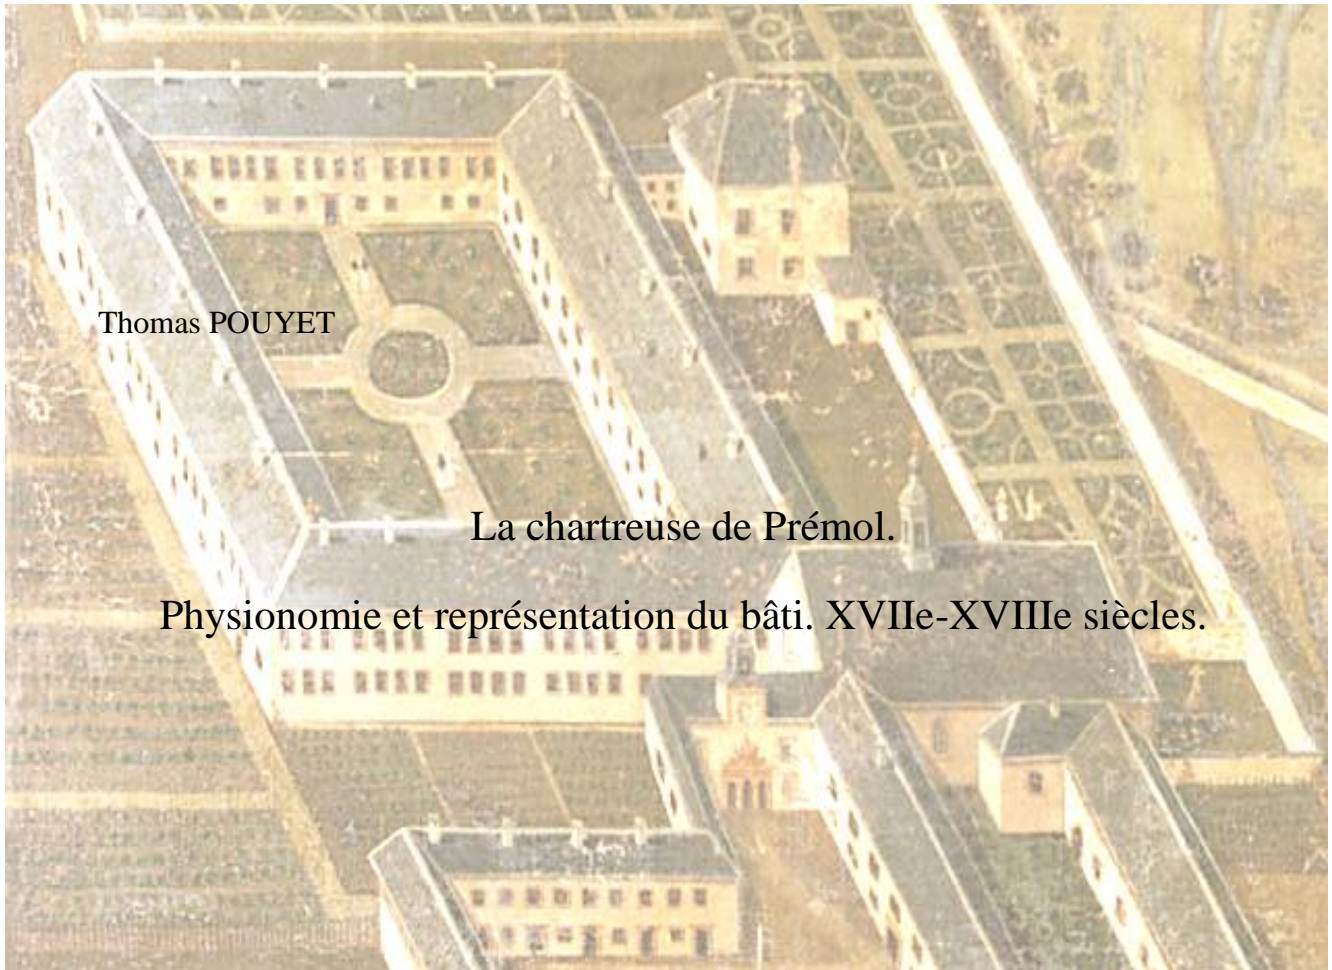 Thomas POUYET
La chartreuse de Prémol.
Physionomie et représentation du bâti. XVIIe-XVIIIe siècles.